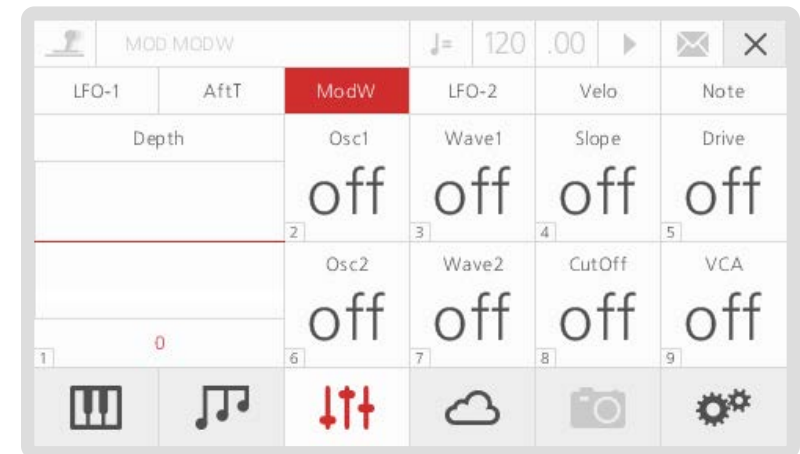 MOD MODW ♩= 120 .00
LFO-1 AftT ModW LFO-2 Velo Note
Depth Osc1 Wave1 Slope Drive
off off off off
2 3 4 5
Osc2 Wave2 CutOff VCA
off off off off
0
1 6 7 8 9